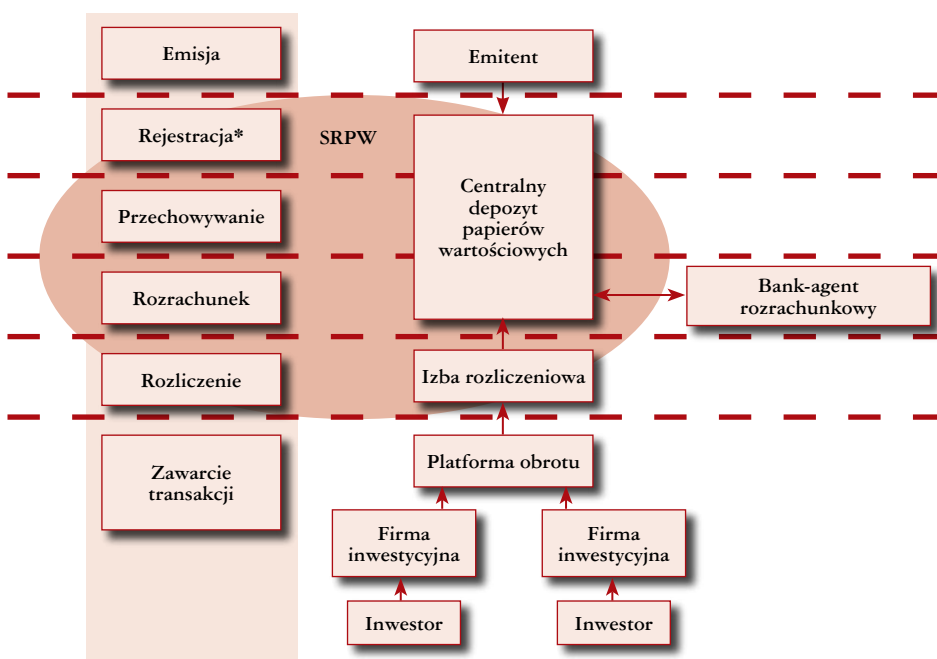 Emisja
Emitent
Rejestracja*
SRPW
Centralny
depozyt
papierów
wartościowych
Przechowywanie
Rozrachunek
Bank-agent
rozrachunkowy
Rozliczenie
Izba rozliczeniowa
Zawarcie
transakcji
Platforma obrotu
Firma
inwestycyjna
Firma
inwestycyjna
Inwestor
Inwestor